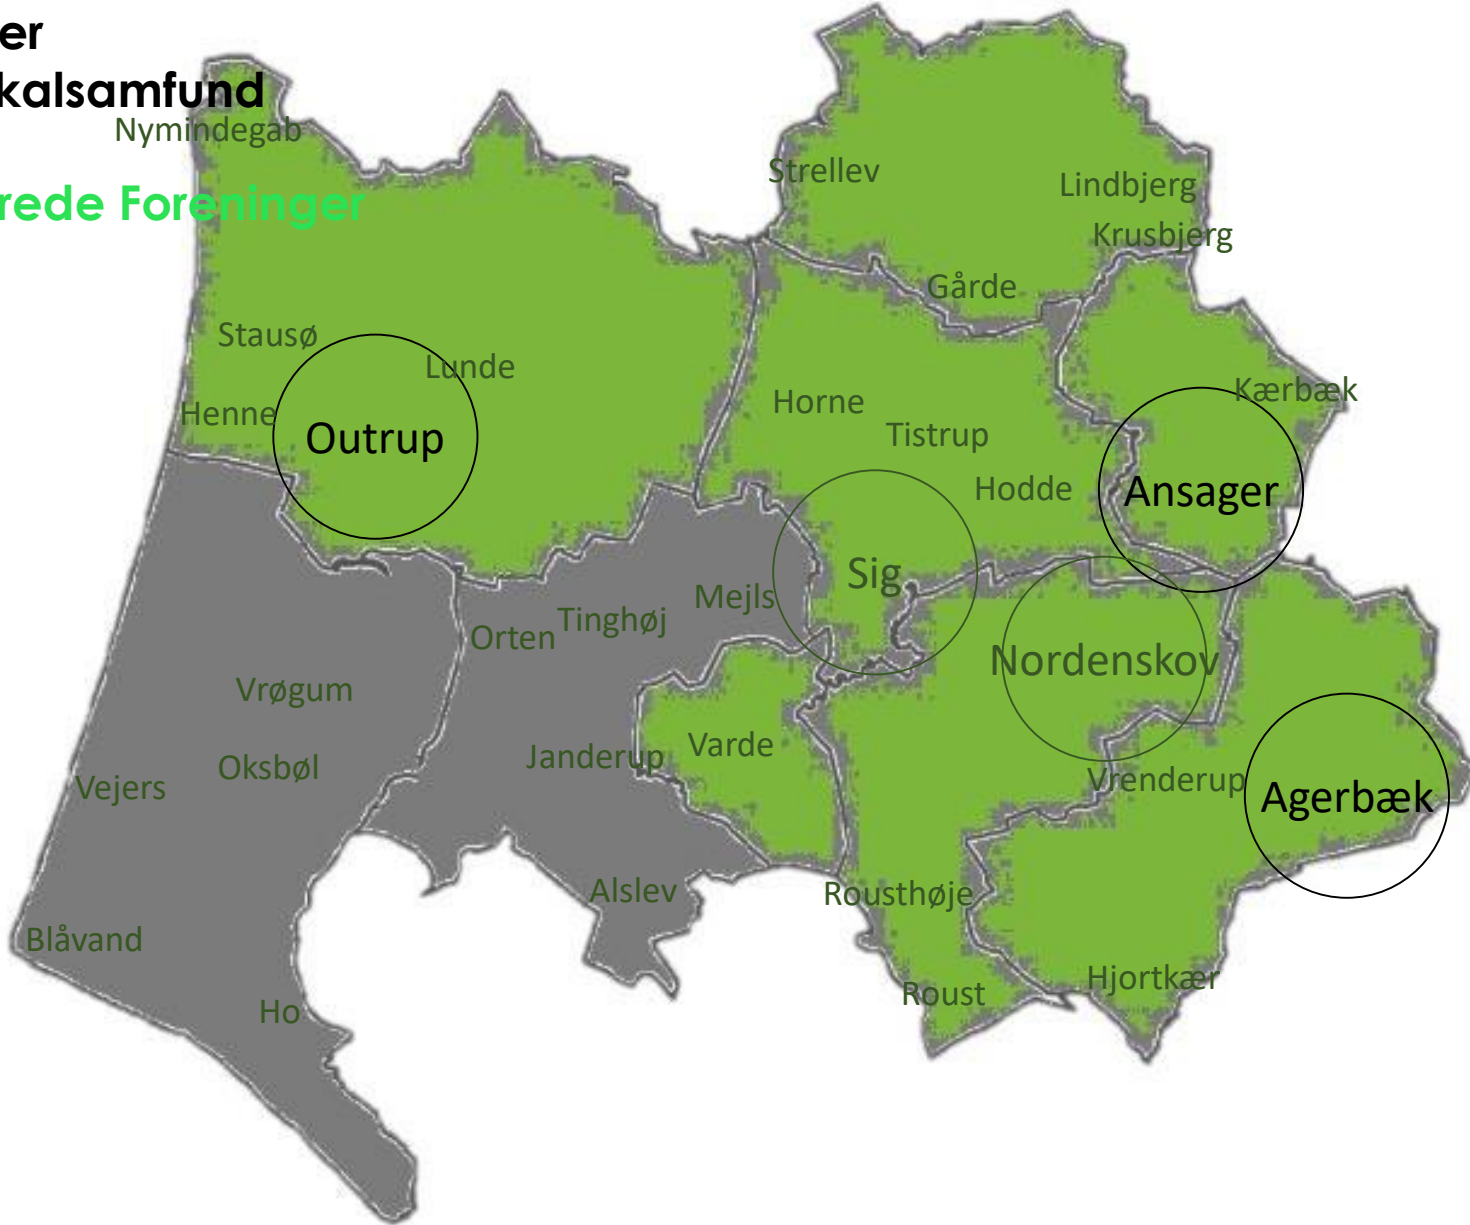 er
kalsamfund
Nymindegab
rede Foreninger
Strellev
Lindbjerg
Krusbjerg
Gårde
Stausø
Lunde
Henne
Outrup
Horne
Tistrup
Hodde
Kærbæk
Ansager
Sig
Mejls
Tinghøj
Orten
Nordenskov
Vrøgum
Oksbøl
Vejers
Janderup
Varde
Vrenderup
Agerbæk
Alslev
Rousthøje
Blåvand
Ho
Roust
Hjortkær